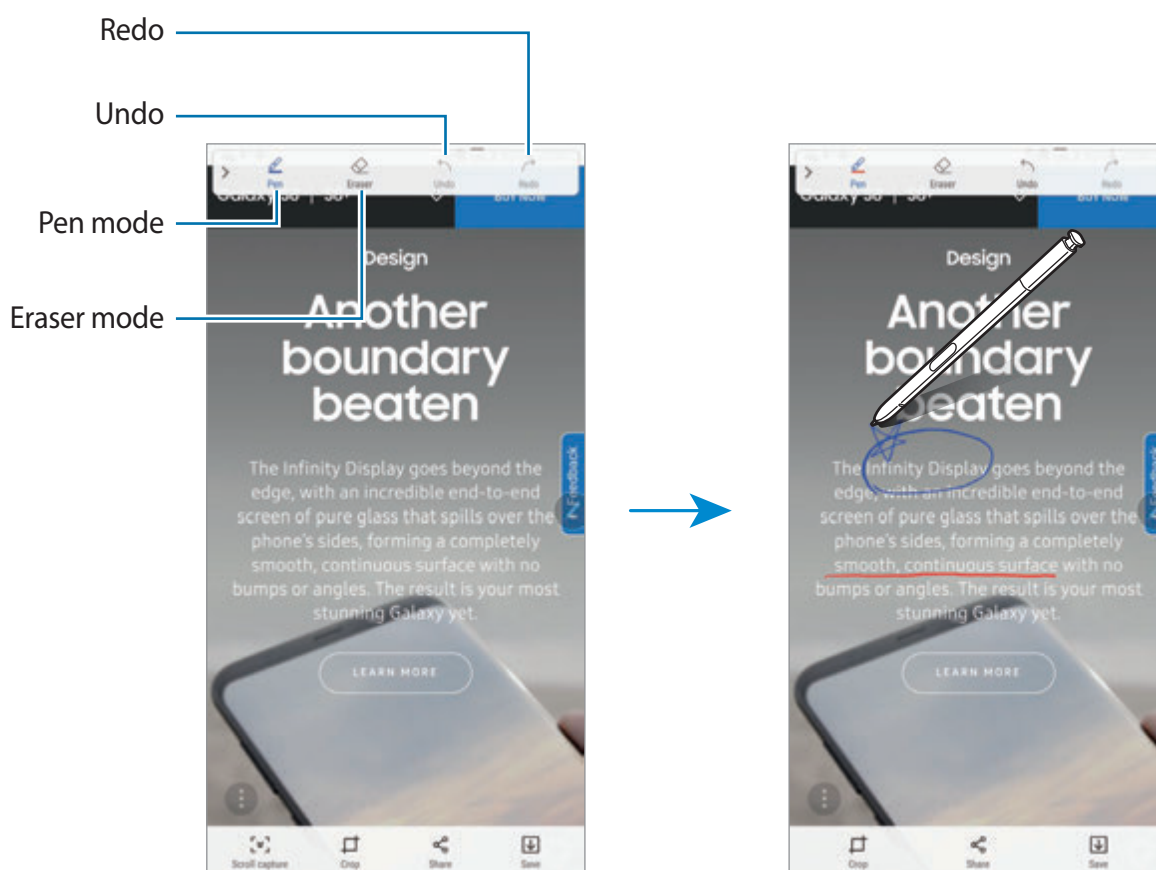 Redo
Undo
Pen mode
Eraser mode
Pen Eraser Undo Redo
BUY NOW
Design
Another
boundary
beaten
The Infinity Display goes beyond the
edge, with an incredible end-to-end
screen of pure glass that spills over the
phone's sides, forming a completely
smooth, continuous surface with no
bumps or angles. The result is your most
stunning Galaxy yet.
Feedback
LEARN MORE
Scroll capture Crop Share Save
Pen Eraser Undo Redo
BUY NOW
Design
Another
boundary
beaten
The Infinity Display goes beyond the
edge, with an incredible end-to-end
screen of pure glass that spills over the
phone's sides, forming a completely
smooth, continuous surface with no
bumps or angles. The result is your most
stunning Galaxy yet.
Feedback
LEARN MORE
Crop Share Save